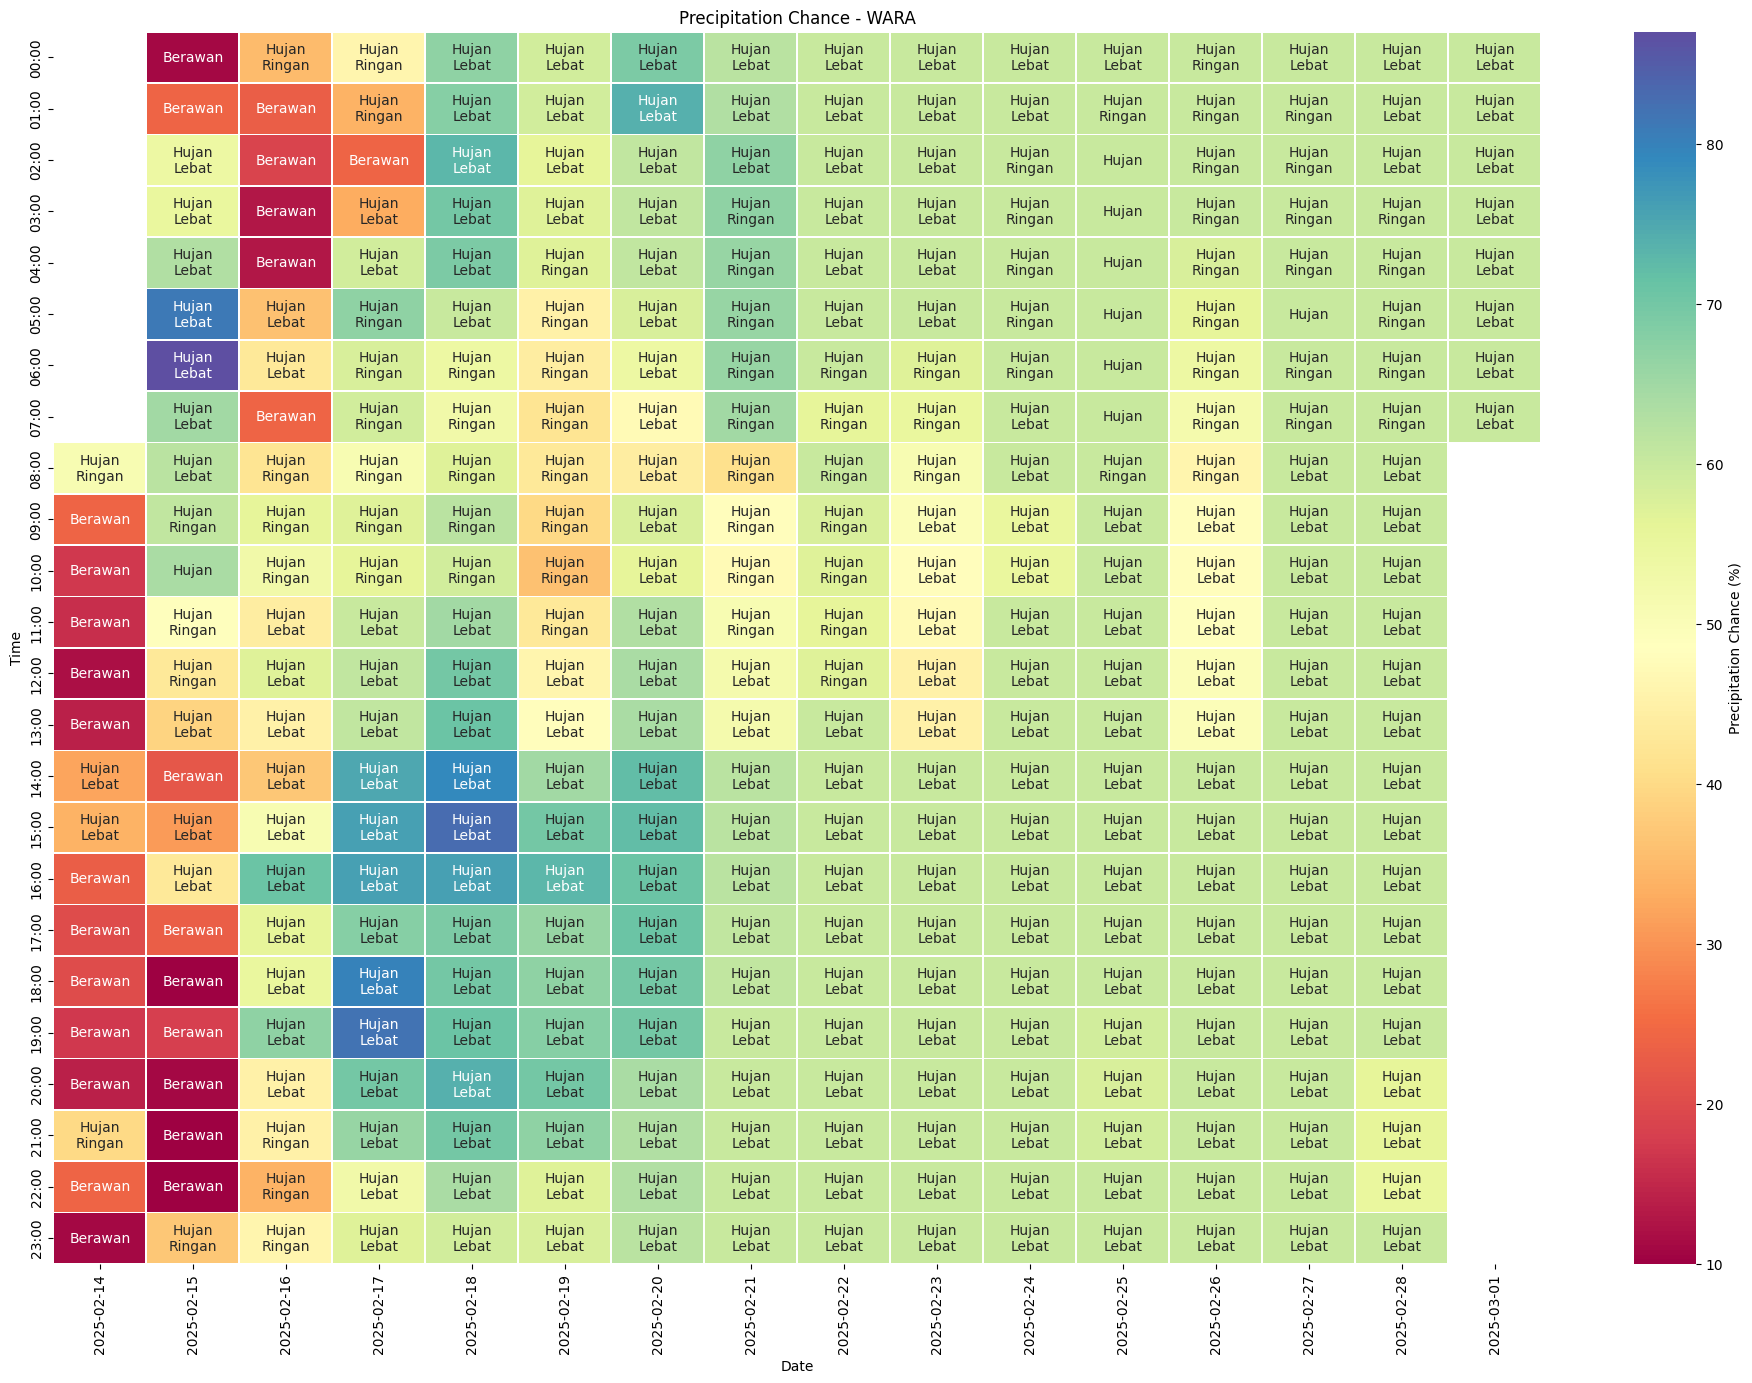 Precipitation Chance - WARA
00:00 Berawan Hujan Ringan Hujan Ringan Hujan Lebat Hujan Lebat Hujan Lebat Hujan Lebat Hujan Lebat Hujan Lebat Hujan Lebat Hujan Lebat Hujan Ringan Hujan Lebat Hujan Lebat Hujan Lebat
01:00 Berawan Berawan Hujan Ringan Hujan Lebat Hujan Lebat Hujan Lebat Hujan Lebat Hujan Lebat Hujan Lebat Hujan Lebat Hujan Ringan Hujan Ringan Hujan Ringan Hujan Lebat Hujan Lebat
02:00 Hujan Lebat Berawan Berawan Hujan Lebat Hujan Lebat Hujan Lebat Hujan Lebat Hujan Lebat Hujan Lebat Hujan Ringan Hujan Hujan Ringan Hujan Ringan Hujan Lebat Hujan Lebat
03:00 Hujan Lebat Berawan Hujan Lebat Hujan Lebat Hujan Lebat Hujan Lebat Hujan Ringan Hujan Lebat Hujan Lebat Hujan Ringan Hujan Hujan Ringan Hujan Ringan Hujan Ringan Hujan Lebat
04:00 Hujan Lebat Berawan Hujan Lebat Hujan Lebat Hujan Ringan Hujan Lebat Hujan Ringan Hujan Lebat Hujan Lebat Hujan Ringan Hujan Hujan Ringan Hujan Ringan Hujan Ringan Hujan Lebat
05:00 Hujan Lebat Hujan Lebat Hujan Ringan Hujan Lebat Hujan Ringan Hujan Lebat Hujan Ringan Hujan Lebat Hujan Lebat Hujan Ringan Hujan Hujan Ringan Hujan Hujan Ringan Hujan Lebat
06:00 Hujan Lebat Hujan Lebat Hujan Ringan Hujan Ringan Hujan Ringan Hujan Lebat Hujan Ringan Hujan Ringan Hujan Ringan Hujan Ringan Hujan Hujan Ringan Hujan Ringan Hujan Ringan Hujan Lebat
07:00 Hujan Lebat Berawan Hujan Ringan Hujan Ringan Hujan Ringan Hujan Lebat Hujan Ringan Hujan Ringan Hujan Ringan Hujan Lebat Hujan Hujan Ringan Hujan Ringan Hujan Ringan Hujan Lebat
08:00 Hujan Ringan Hujan Lebat Hujan Ringan Hujan Ringan Hujan Ringan Hujan Ringan Hujan Lebat Hujan Ringan Hujan Ringan Hujan Ringan Hujan Lebat Hujan Ringan Hujan Ringan Hujan Lebat Hujan Lebat
09:00 Berawan Hujan Ringan Hujan Ringan Hujan Ringan Hujan Ringan Hujan Ringan Hujan Lebat Hujan Ringan Hujan Ringan Hujan Lebat Hujan Lebat Hujan Lebat Hujan Lebat Hujan Lebat Hujan Lebat
10:00 Berawan Hujan Hujan Ringan Hujan Ringan Hujan Ringan Hujan Ringan Hujan Lebat Hujan Ringan Hujan Ringan Hujan Lebat Hujan Lebat Hujan Lebat Hujan Lebat Hujan Lebat Hujan Lebat
11:00 Berawan Hujan Ringan Hujan Lebat Hujan Lebat Hujan Lebat Hujan Ringan Hujan Lebat Hujan Ringan Hujan Ringan Hujan Lebat Hujan Lebat Hujan Lebat Hujan Lebat Hujan Lebat Hujan Lebat
12:00 Berawan Hujan Ringan Hujan Lebat Hujan Lebat Hujan Lebat Hujan Lebat Hujan Lebat Hujan Lebat Hujan Ringan Hujan Lebat Hujan Lebat Hujan Lebat Hujan Lebat Hujan Lebat Hujan Lebat
13:00 Berawan Hujan Lebat Hujan Lebat Hujan Lebat Hujan Lebat Hujan Lebat Hujan Lebat Hujan Lebat Hujan Lebat Hujan Lebat Hujan Lebat Hujan Lebat Hujan Lebat Hujan Lebat Hujan Lebat
14:00 Hujan Lebat Berawan Hujan Lebat Hujan Lebat Hujan Lebat Hujan Lebat Hujan Lebat Hujan Lebat Hujan Lebat Hujan Lebat Hujan Lebat Hujan Lebat Hujan Lebat Hujan Lebat Hujan Lebat
15:00 Hujan Lebat Hujan Lebat Hujan Lebat Hujan Lebat Hujan Lebat Hujan Lebat Hujan Lebat Hujan Lebat Hujan Lebat Hujan Lebat Hujan Lebat Hujan Lebat Hujan Lebat Hujan Lebat Hujan Lebat
16:00 Berawan Hujan Lebat Hujan Lebat Hujan Lebat Hujan Lebat Hujan Lebat Hujan Lebat Hujan Lebat Hujan Lebat Hujan Lebat Hujan Lebat Hujan Lebat Hujan Lebat Hujan Lebat Hujan Lebat
17:00 Berawan Berawan Hujan Lebat Hujan Lebat Hujan Lebat Hujan Lebat Hujan Lebat Hujan Lebat Hujan Lebat Hujan Lebat Hujan Lebat Hujan Lebat Hujan Lebat Hujan Lebat Hujan Lebat
18:00 Berawan Berawan Hujan Lebat Hujan Lebat Hujan Lebat Hujan Lebat Hujan Lebat Hujan Lebat Hujan Lebat Hujan Lebat Hujan Lebat Hujan Lebat Hujan Lebat Hujan Lebat Hujan Lebat
19:00 Berawan Berawan Hujan Lebat Hujan Lebat Hujan Lebat Hujan Lebat Hujan Lebat Hujan Lebat Hujan Lebat Hujan Lebat Hujan Lebat Hujan Lebat Hujan Lebat Hujan Lebat Hujan Lebat
20:00 Berawan Berawan Hujan Lebat Hujan Lebat Hujan Lebat Hujan Lebat Hujan Lebat Hujan Lebat Hujan Lebat Hujan Lebat Hujan Lebat Hujan Lebat Hujan Lebat Hujan Lebat Hujan Lebat
21:00 Hujan Ringan Berawan Hujan Ringan Hujan Lebat Hujan Lebat Hujan Lebat Hujan Lebat Hujan Lebat Hujan Lebat Hujan Lebat Hujan Lebat Hujan Lebat Hujan Lebat Hujan Lebat Hujan Lebat
22:00 Berawan Berawan Hujan Ringan Hujan Lebat Hujan Lebat Hujan Lebat Hujan Lebat Hujan Lebat Hujan Lebat Hujan Lebat Hujan Lebat Hujan Lebat Hujan Lebat Hujan Lebat Hujan Lebat
23:00 Berawan Hujan Ringan Hujan Ringan Hujan Lebat Hujan Lebat Hujan Lebat Hujan Lebat Hujan Lebat Hujan Lebat Hujan Lebat Hujan Lebat Hujan Lebat Hujan Lebat Hujan Lebat Hujan Lebat
Time
2025-02-14 2025-02-15 2025-02-16 2025-02-17 2025-02-18 2025-02-19 2025-02-20 2025-02-21 2025-02-22 2025-02-23 2025-02-24 2025-02-25 2025-02-26 2025-02-27 2025-02-28 2025-03-01
Date
80
70
60
50
40
30
20
10
Precipitation Chance (%)